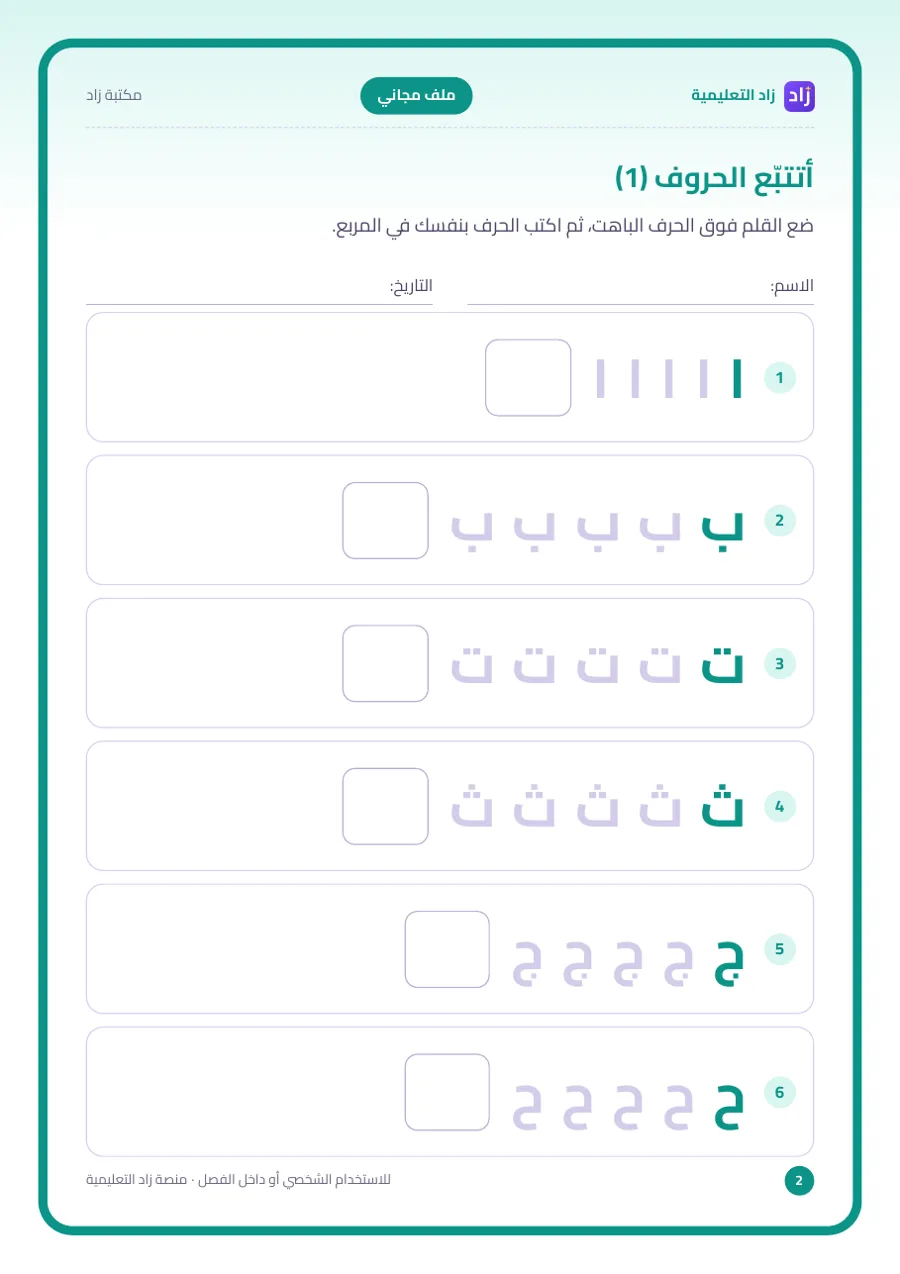 زاد زاد التعليمية
ملف مجاني
مكتبة زاد
أتتبّع الحروف (1)
ضع القلم فوق الحرف الباهت، ثم اكتب الحرف بنفسك في المربع.
الاسم:
التاريخ:
1 ا ا ا ا ا
2 ب ب ب ب ب
3 ت ت ت ت ت
4 ث ث ث ث ث
5 ج ج ج ج ج
6 ح ح ح ح ح
2
للاستخدام الشخصي أو داخل الفصل · منصة زاد التعليمية